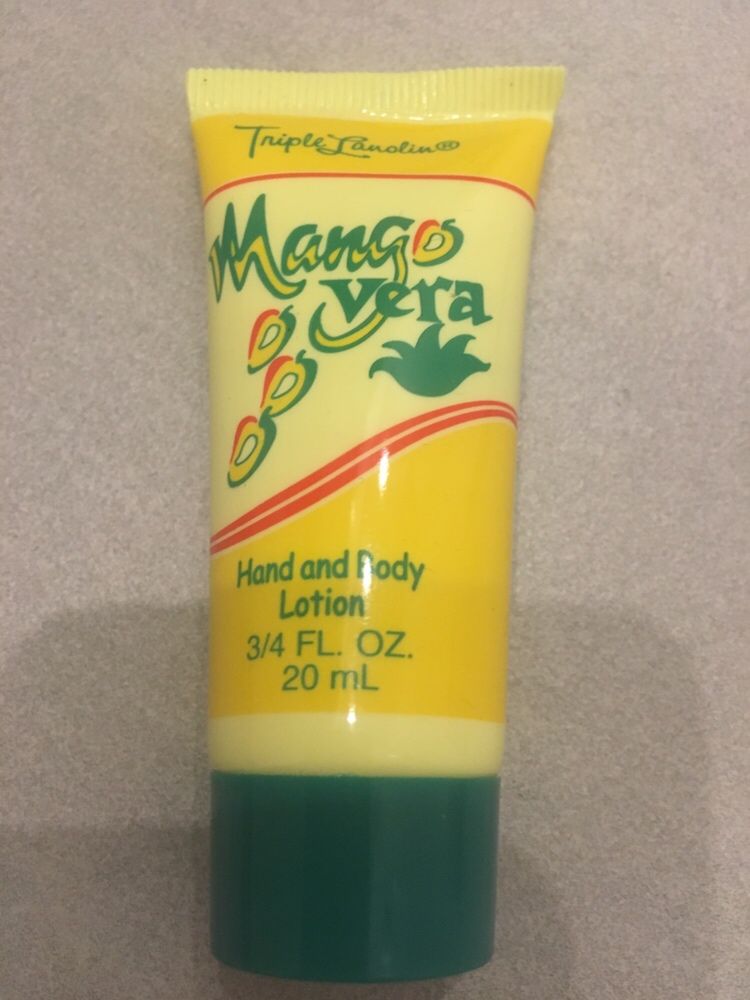 Triple Lanolin®
Mango
Vera
Hand and Body
Lotion
3/4 FL. OZ.
20 mL